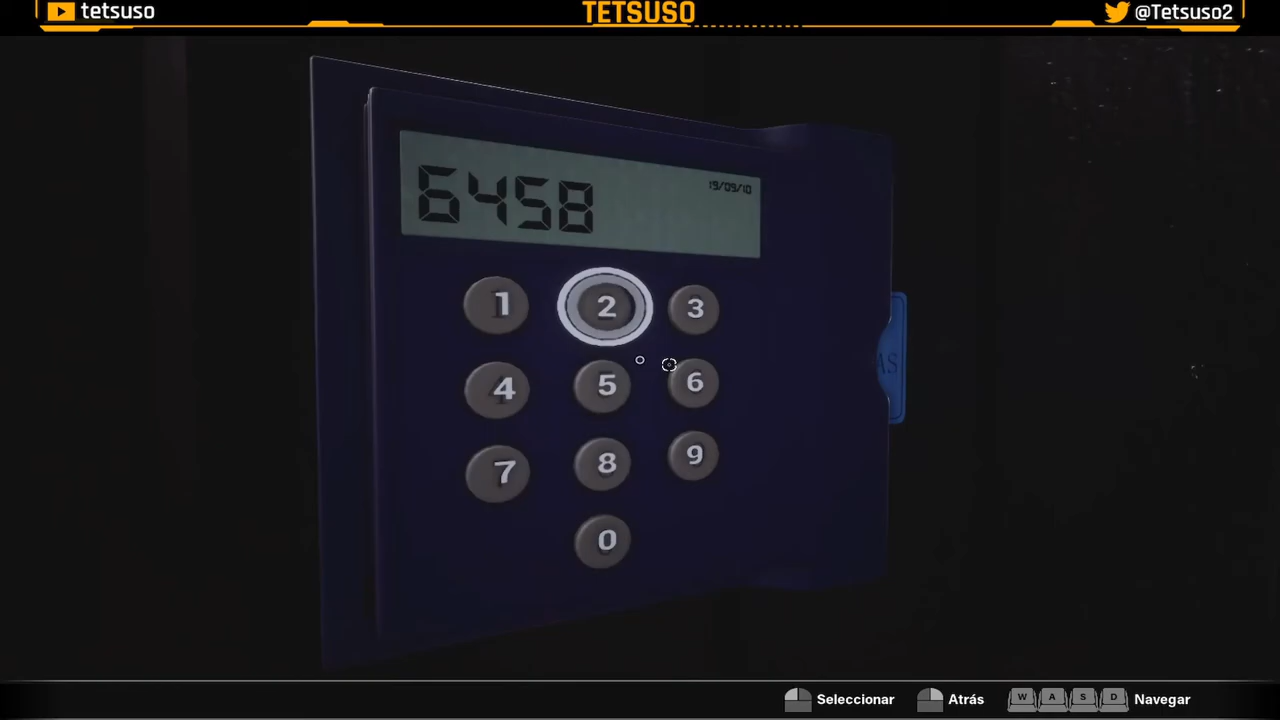 tetsuso
TETSUSO
@Tetsuso2
6458
19/09/10
1 2 3
4 5 6
7 8 9
0
AS
Seleccionar
Atrás
W A S D Navegar